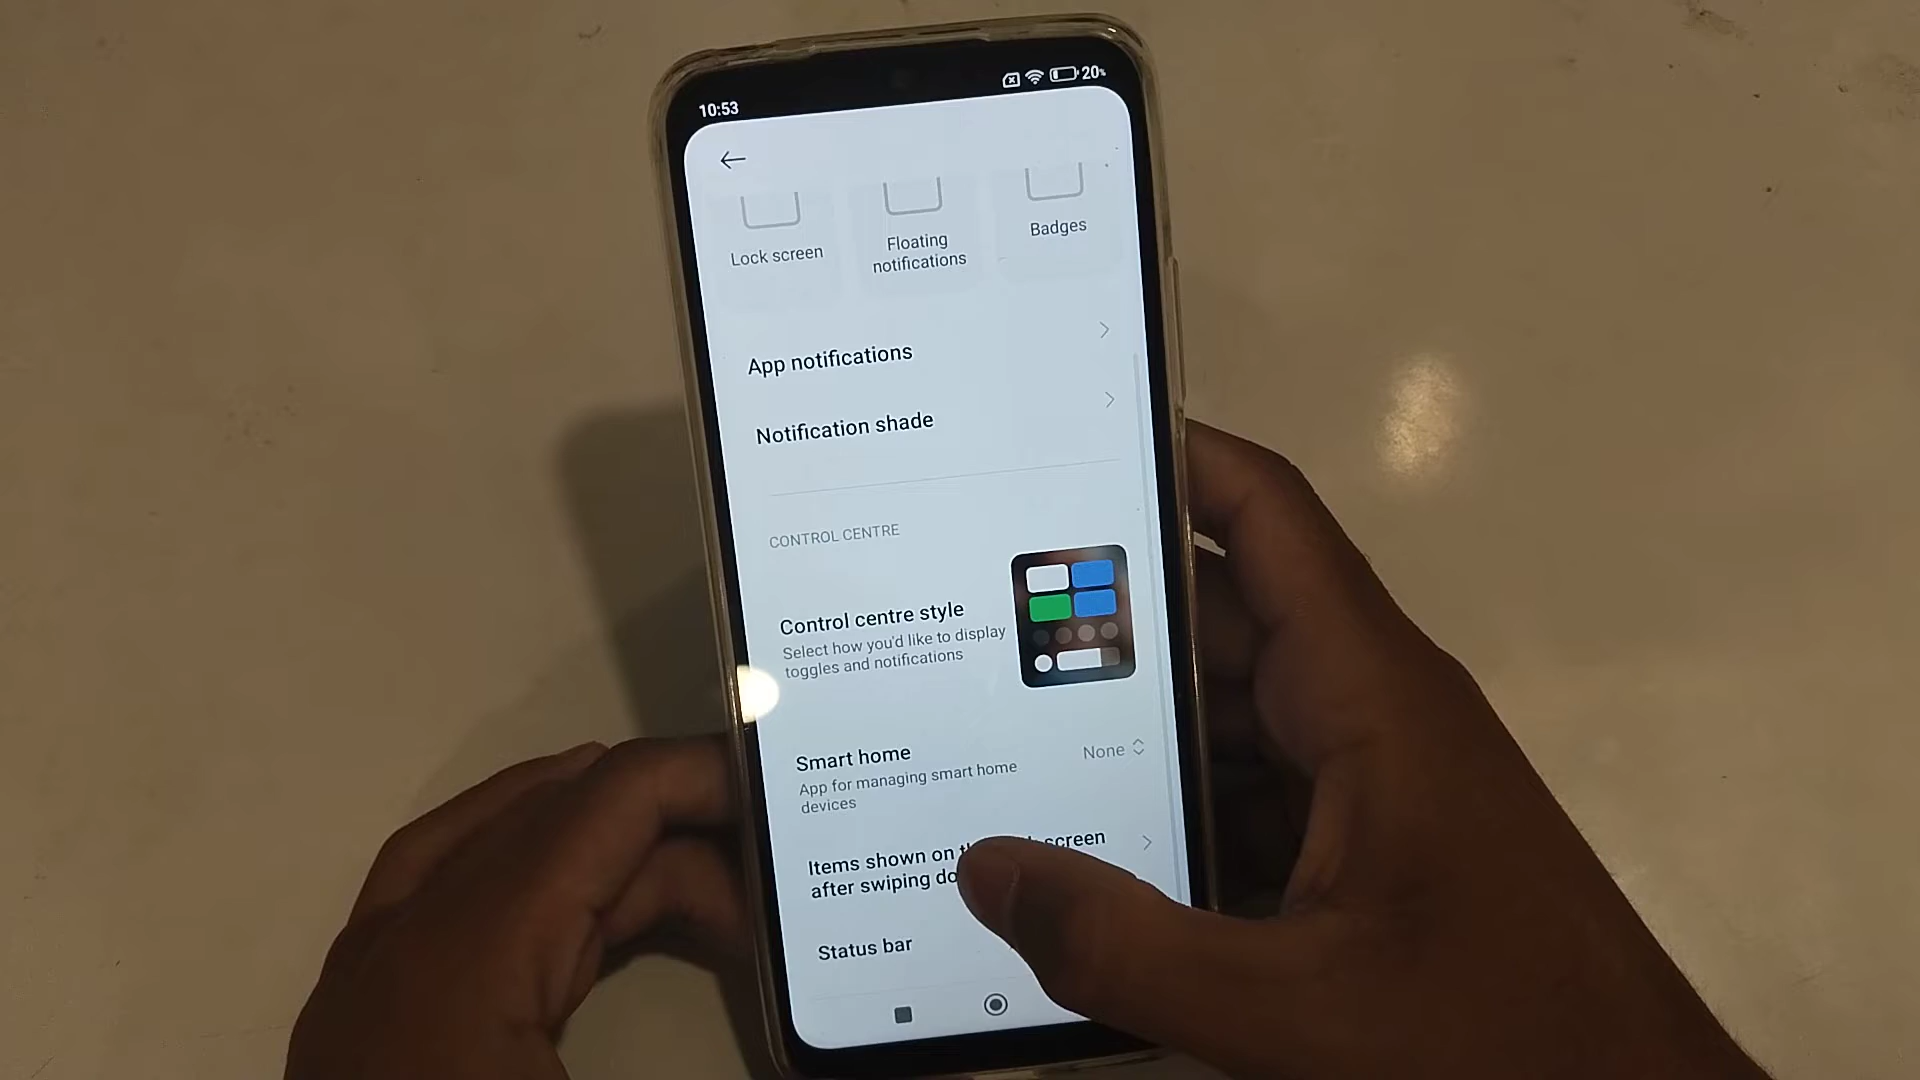 10:53
20%
Lock screen
Floating
notifications
Badges
App notifications
Notification shade
CONTROL CENTRE
Control centre style
Select how you'd like to display
toggles and notifications
Smart home
None
App for managing smart home
devices
Items shown on screen
after swiping
Status bar